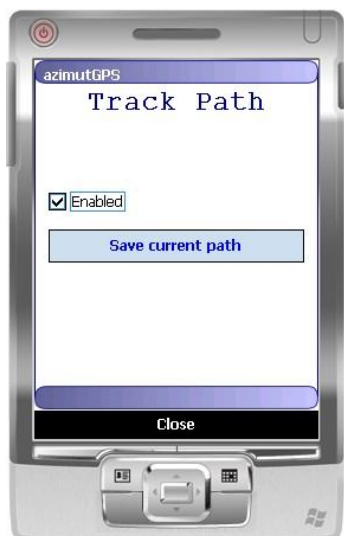 azimutGPS
Track Path
Enabled
Save current path
Close